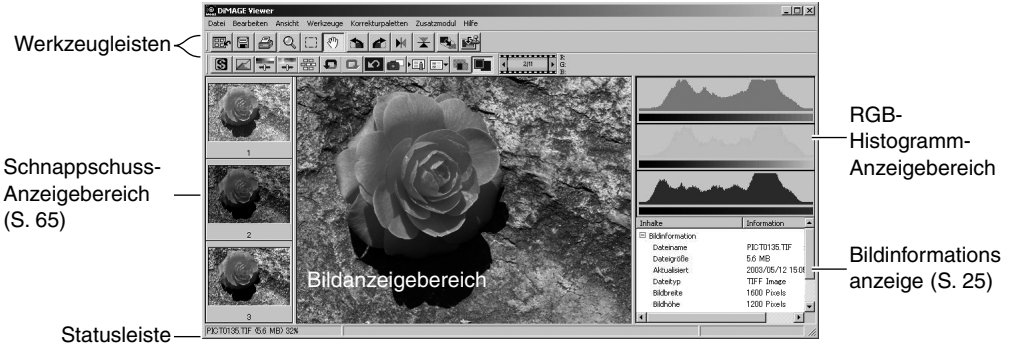 DiMAGE Viewer
Datei Bearbeiten Ansicht Werkzeuge Korrekturpaletten Zusatzmodul Hilfe
Werkzeugleisten
2/11
R:
G:
B:
1
2
3
Schnappschuss-
Anzeigebereich
(S. 65)
Bildanzeigebereich
RGB-
Histogramm-
Anzeigebereich
Inhalte Information
Bildinformation
Dateiname PICT0135.TIF
Dateigröße 5.6 MB
Aktualisiert 2003/05/12 15:0
Dateityp TIFF Image
Bildbreite 1600 Pixels
Bildhöhe 1200 Pixels
Bildinformations
anzeige (S. 25)
Statusleiste
PICT0135.TIF (5.6 MB) 32%